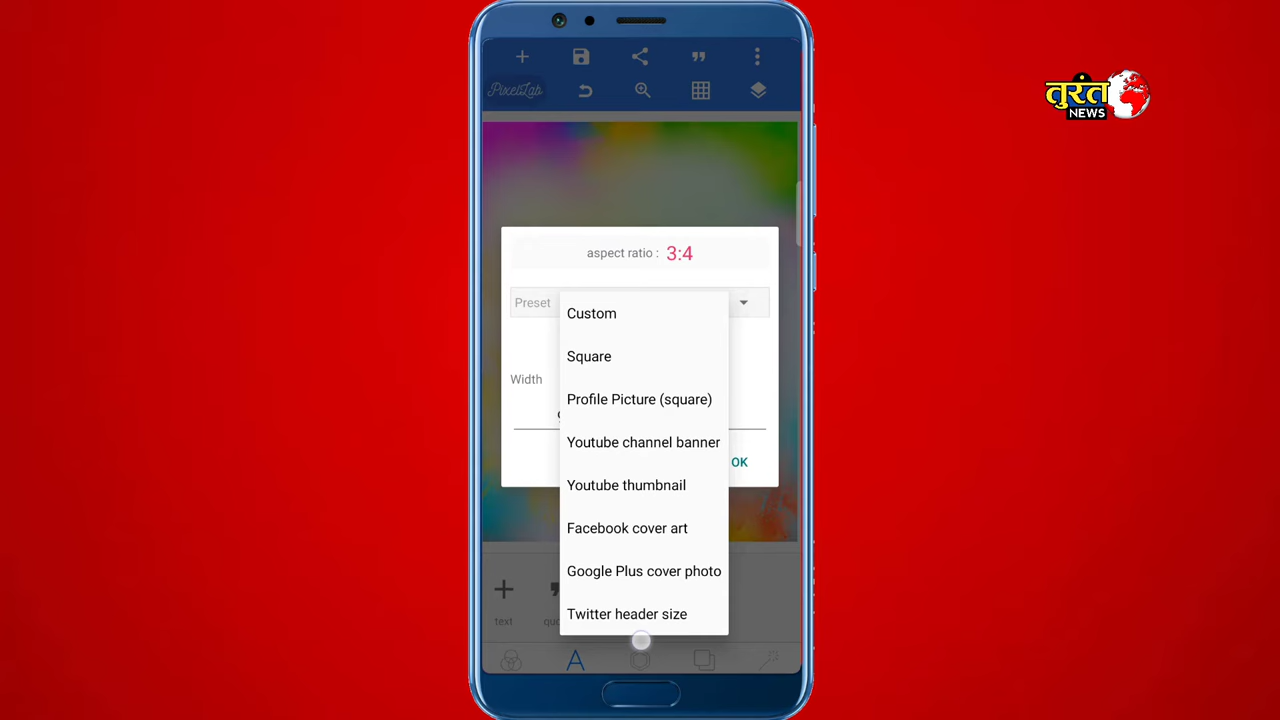 PixelLab
तुरंत
NEWS
aspect ratio : 3:4
Preset
Custom
Square
Profile Picture (square)
Width
Youtube channel banner
OK
Youtube thumbnail
Facebook cover art
Google Plus cover photo
Twitter header size
text